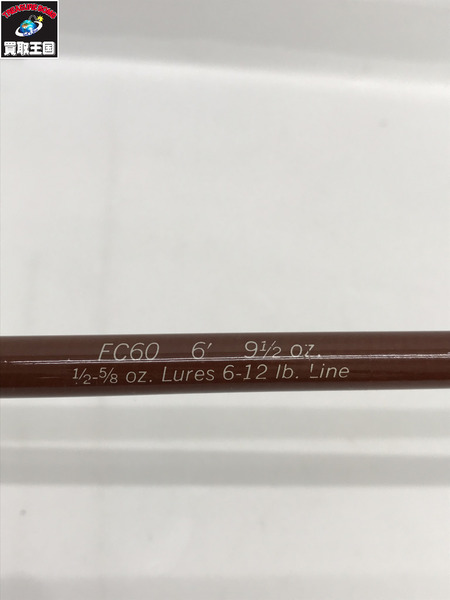 買取王国
FC60 6′ 9½ oz.
½-⅝ oz. Lures 6-12 lb. Line